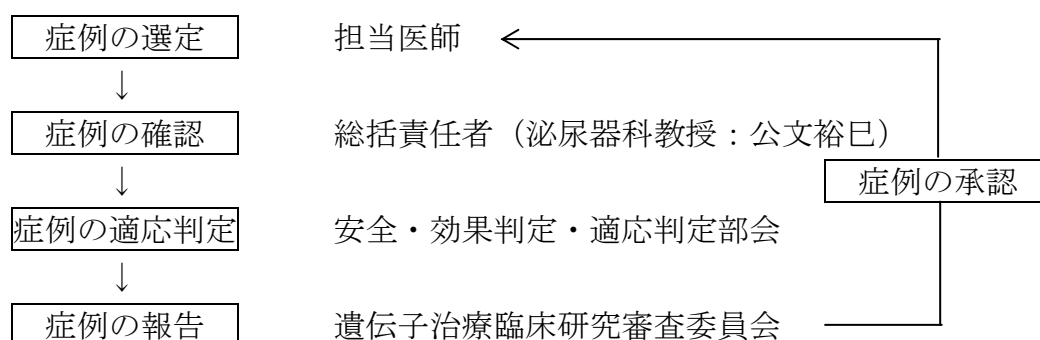 症例の選定 担当医師
↓
症例の確認 総括責任者（泌尿器科教授：公文裕巳）
↓ 症例の承認
症例の適応判定 安全・効果判定・適応判定部会
↓
症例の報告 遺伝子治療臨床研究審査委員会